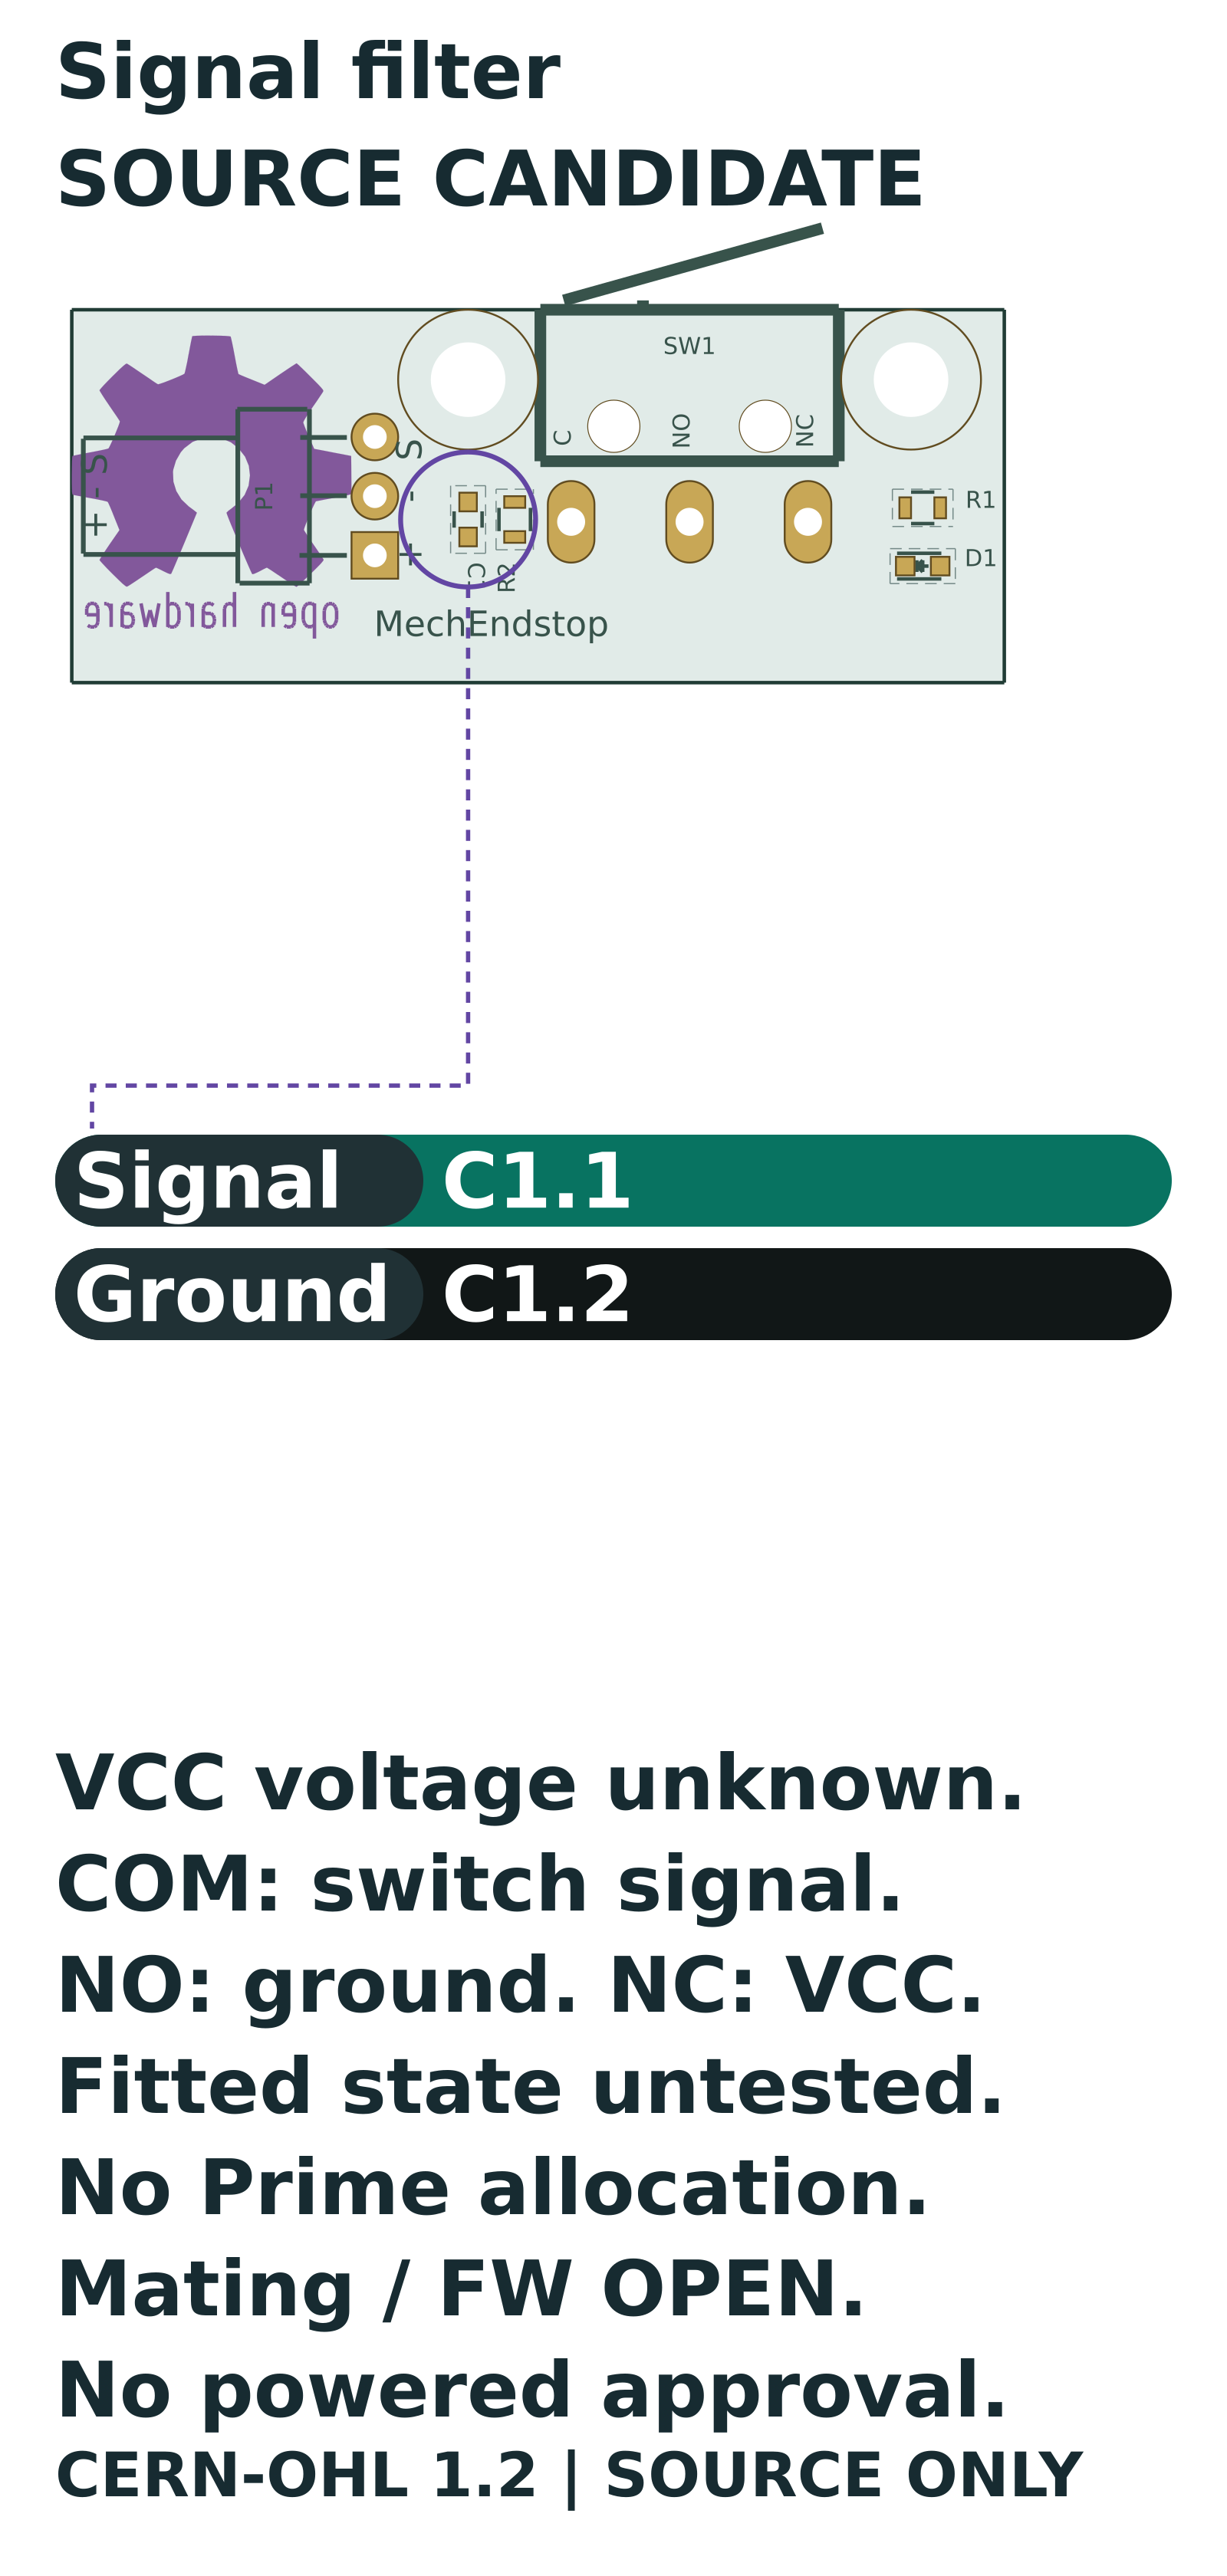 Signal filter
SOURCE CANDIDATE
SW1
C
NO
NC
S
-
+
P1
S
-
+
R2
R1
D1
open hardware
MechEndstop
Signal C1.1
Ground C1.2
VCC voltage unknown.
COM: switch signal.
NO: ground. NC: VCC.
Fitted state untested.
No Prime allocation.
Mating / FW OPEN.
No powered approval.
CERN-OHL 1.2 | SOURCE ONLY